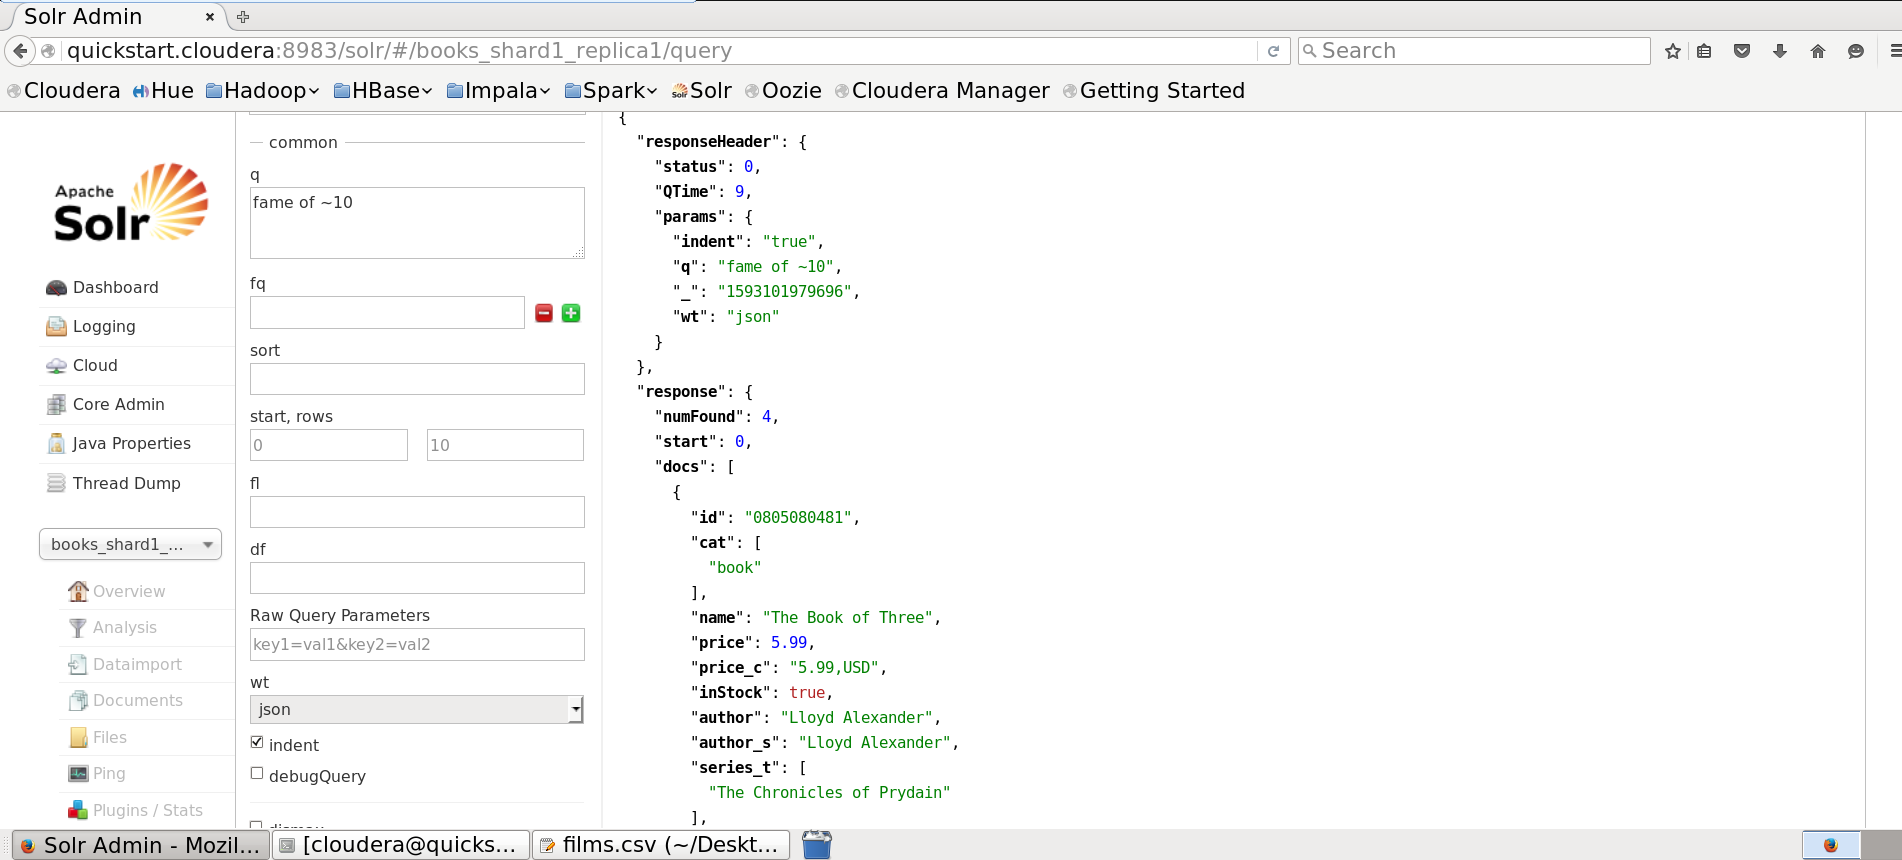 Solr Admin
quickstart.cloudera:8983/solr/#/books_shard1_replica1/query
Search
Cloudera Hue Hadoop HBase Impala Spark Solr Solr Oozie Cloudera Manager Getting Started
Apache
Solr
Dashboard
Logging
Cloud
Core Admin
Java Properties
Thread Dump
books_shard1_...
Overview
Analysis
Dataimport
Documents
Files
Ping
Plugins / Stats
common
q
fame of ~10
fq
sort
start, rows
0 10
fl
df
Raw Query Parameters
key1=val1&key2=val2
wt
json
indent
debugQuery
{
"responseHeader": {
"status": 0,
"QTime": 9,
"params": {
"indent": "true",
"q": "fame of ~10",
"_": "1593101979696",
"wt": "json"
}
},
"response": {
"numFound": 4,
"start": 0,
"docs": [
{
"id": "0805080481",
"cat": [
"book"
],
"name": "The Book of Three",
"price": 5.99,
"price_c": "5.99,USD",
"inStock": true,
"author": "Lloyd Alexander",
"author_s": "Lloyd Alexander",
"series_t": [
"The Chronicles of Prydain"
],
Solr Admin - Mozil...
[cloudera@quicks...
films.csv (~/Deskt...